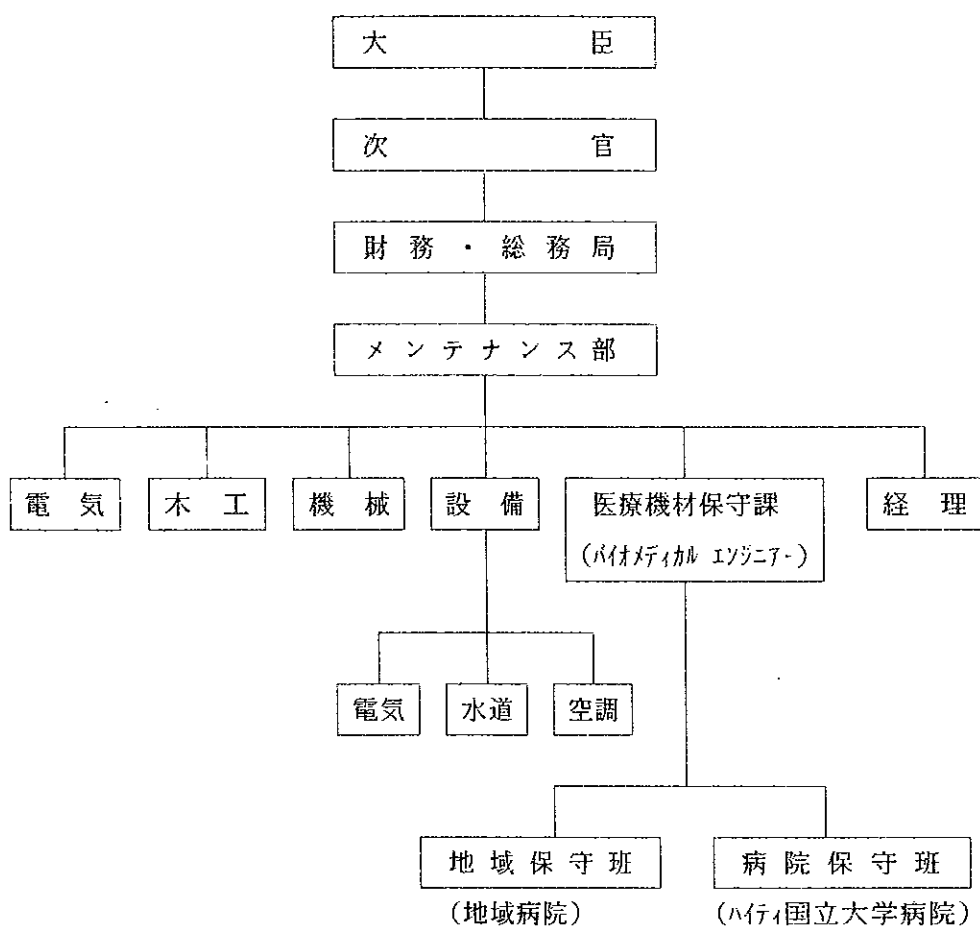 大臣
次官
財務・総務局
メンテナンス部
電気
木工
機械
設備
医療機材保守課
(バイオメディカル エンジニアー)
経理
電気
水道
空調
地域保守班
(地域病院)
病院保守班
(ハイティ国立大学病院)